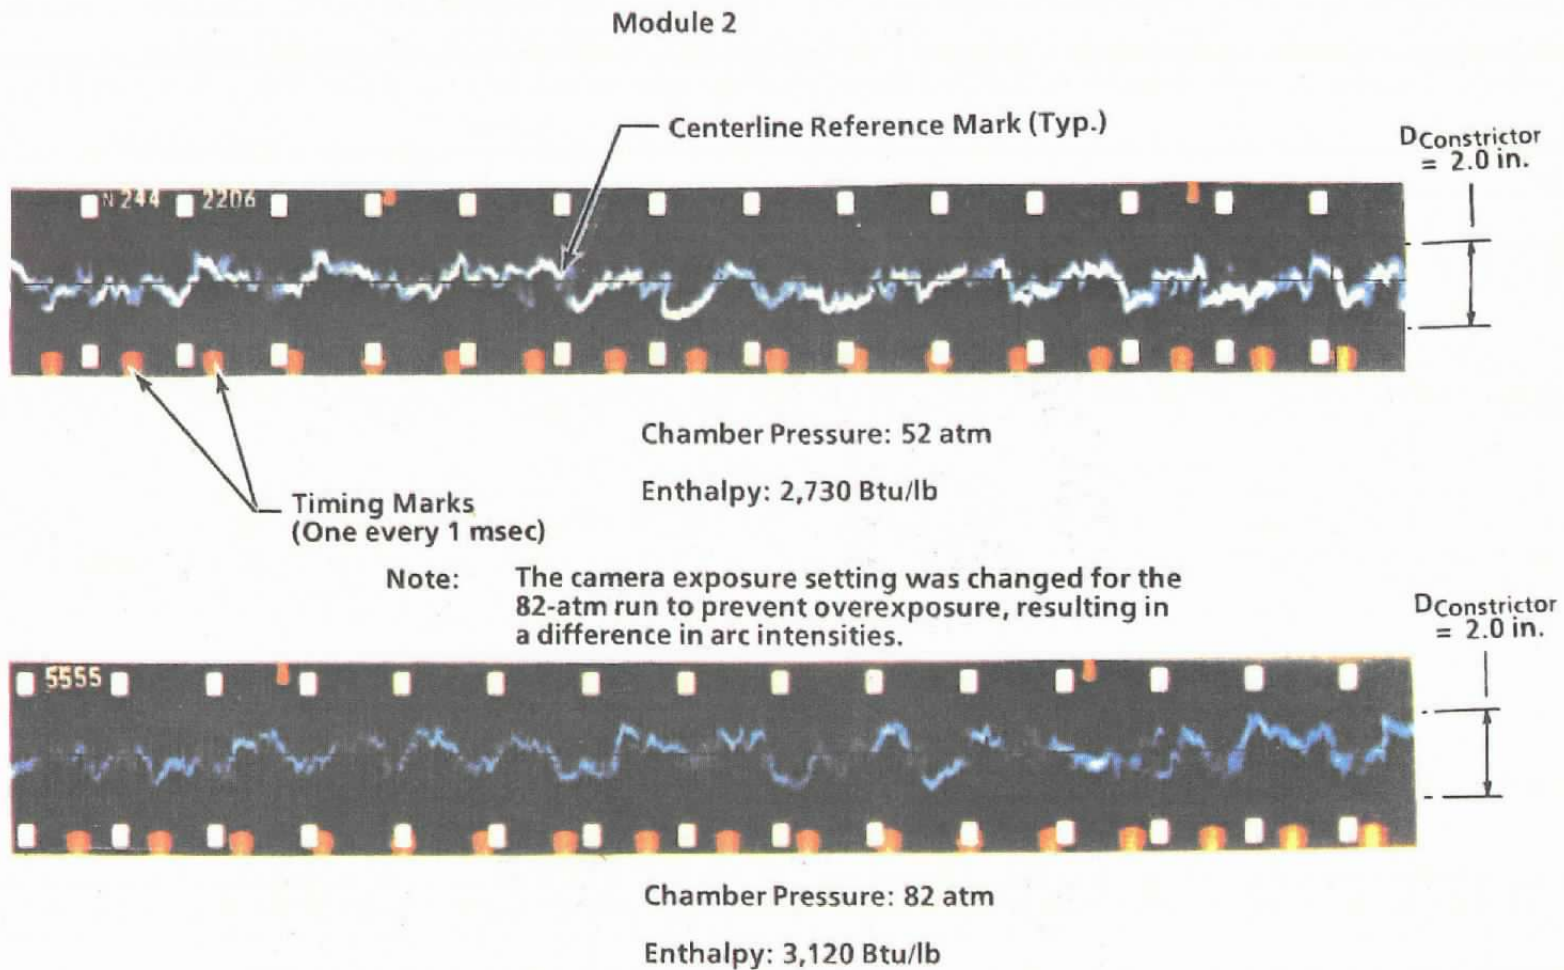 Module 2
Centerline Reference Mark (Typ.)
DConstrictor
= 2.0 in.
N 244 2206
Chamber Pressure: 52 atm
Enthalpy: 2,730 Btu/lb
Timing Marks
(One every 1 msec)
Note: The camera exposure setting was changed for the
82-atm run to prevent overexposure, resulting in
a difference in arc intensities.
DConstrictor
= 2.0 in.
5555
Chamber Pressure: 82 atm
Enthalpy: 3,120 Btu/lb